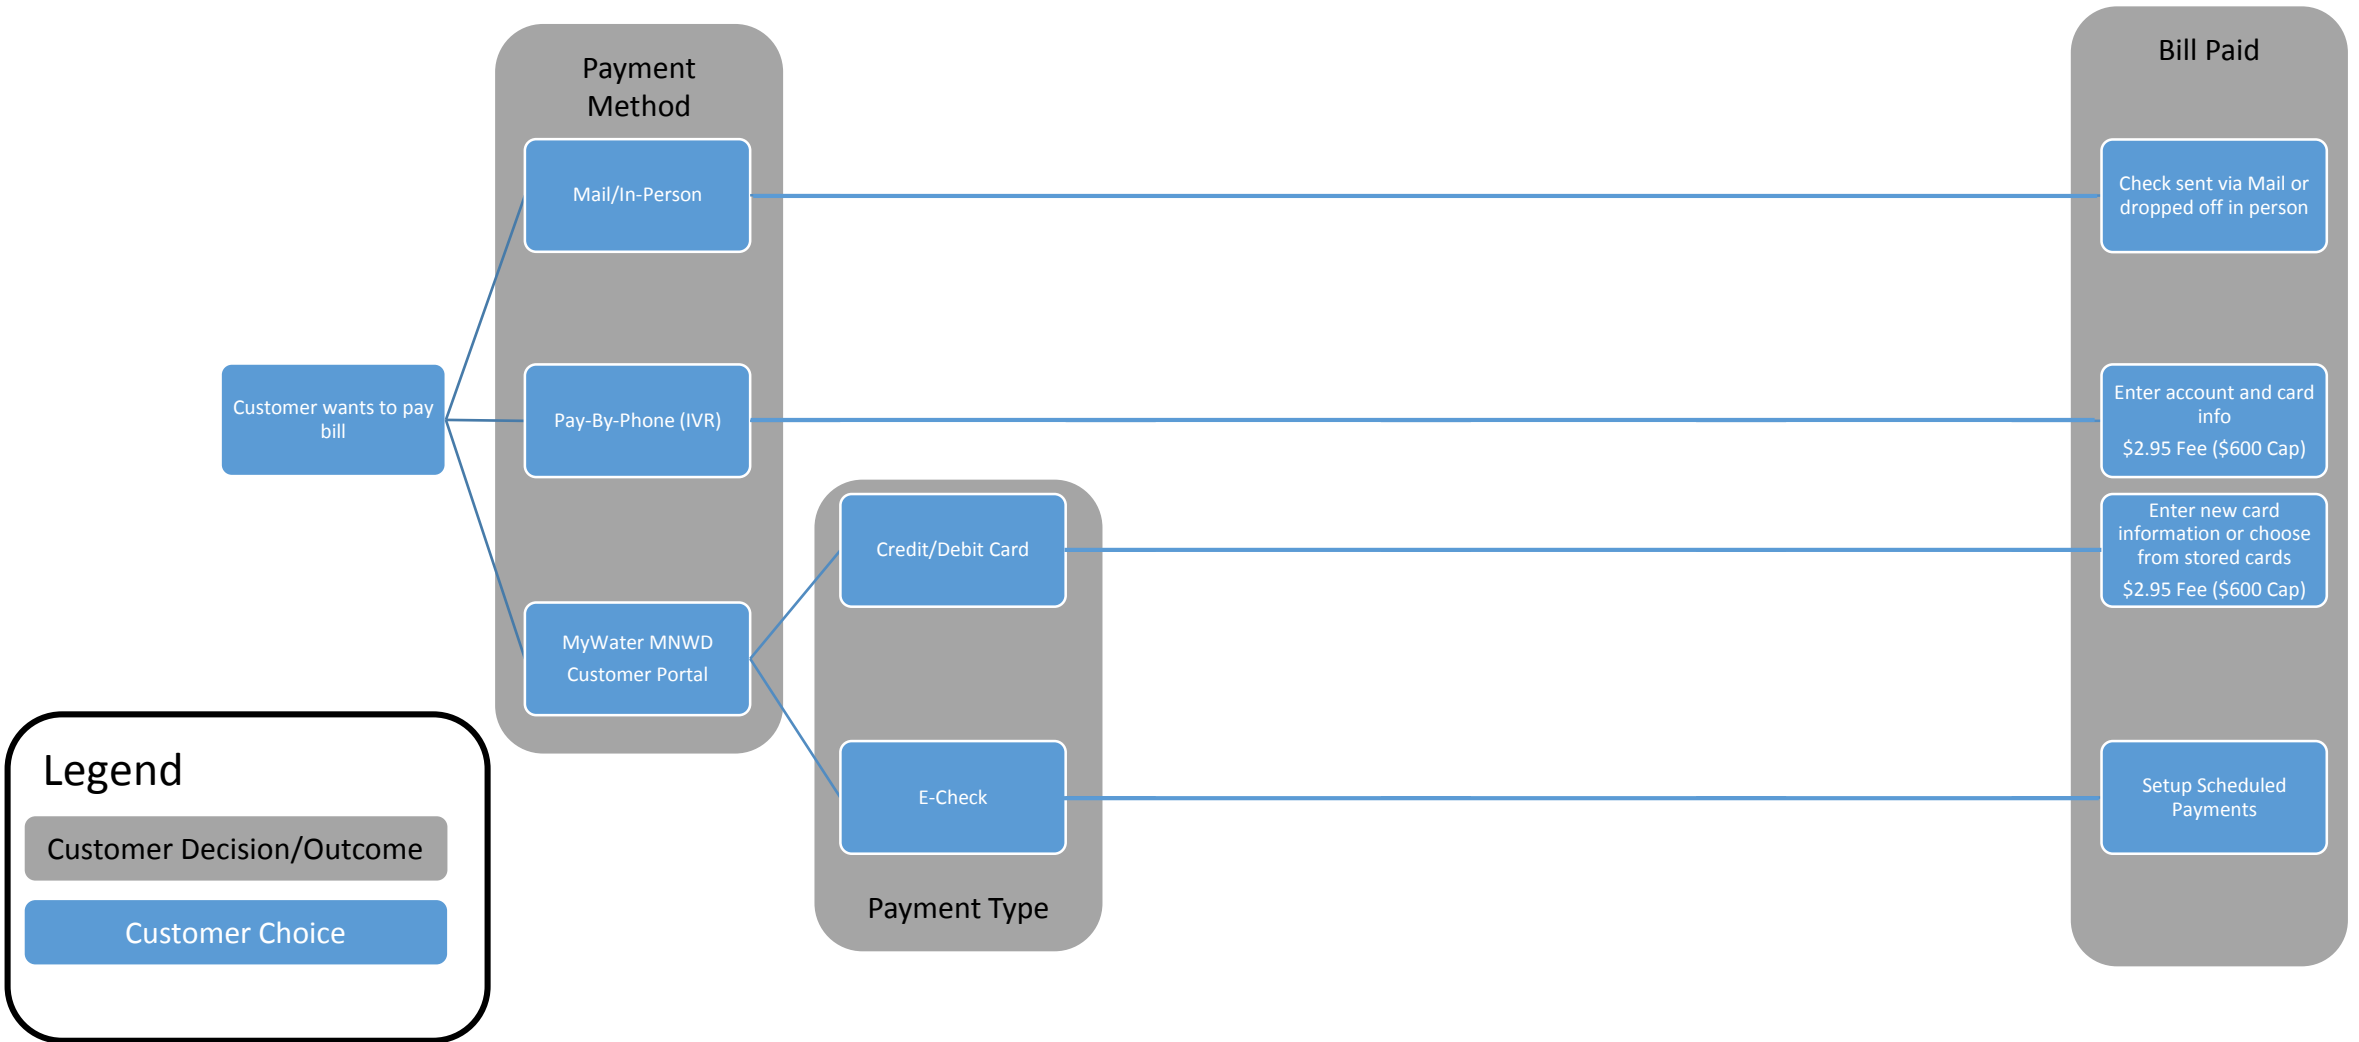 Payment
Method
Bill Paid
Mail/In-Person
Check sent via Mail or
dropped off in person
Customer wants to pay
bill
Pay-By-Phone (IVR)
Enter account and card
info
$2.95 Fee ($600 Cap)
Credit/Debit Card
Enter new card
information or choose
from stored cards
$2.95 Fee ($600 Cap)
MyWater MNWD
Customer Portal
E-Check
Setup Scheduled
Payments
Payment Type
Legend
Customer Decision/Outcome
Customer Choice